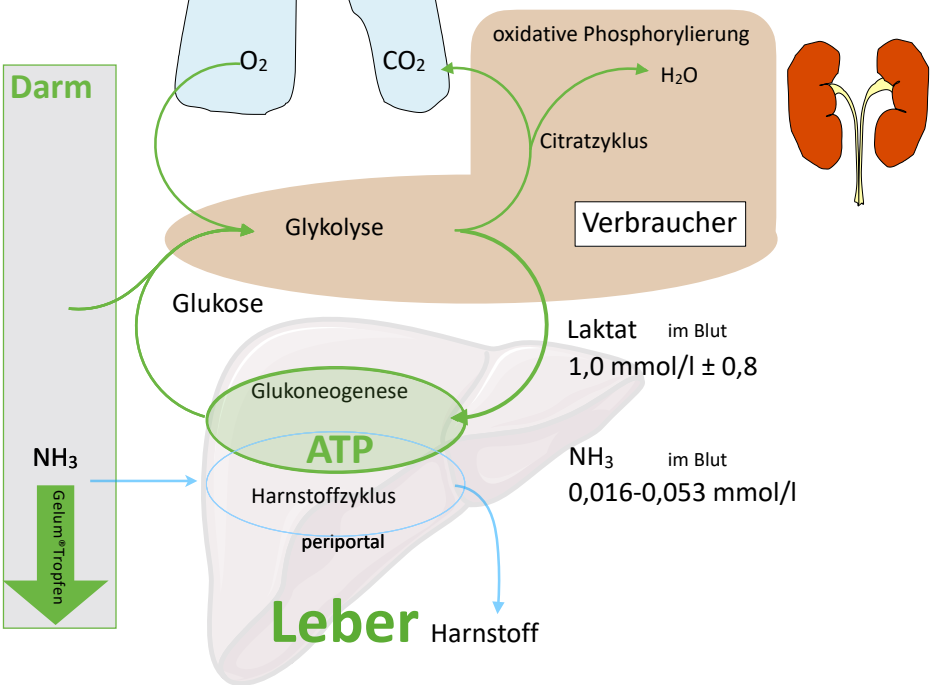 oxidative Phosphorylierung
O₂
CO₂
H₂O
Darm
Citratzyklus
Glykolyse
Verbraucher
Glukose
Laktat im Blut
1,0 mmol/l ± 0,8
Glukoneogenese
ATP
NH₃
NH₃ im Blut
0,016-0,053 mmol/l
Harnstoffzyklus
Gelum®Tropfen
periportal
Leber
Harnstoff